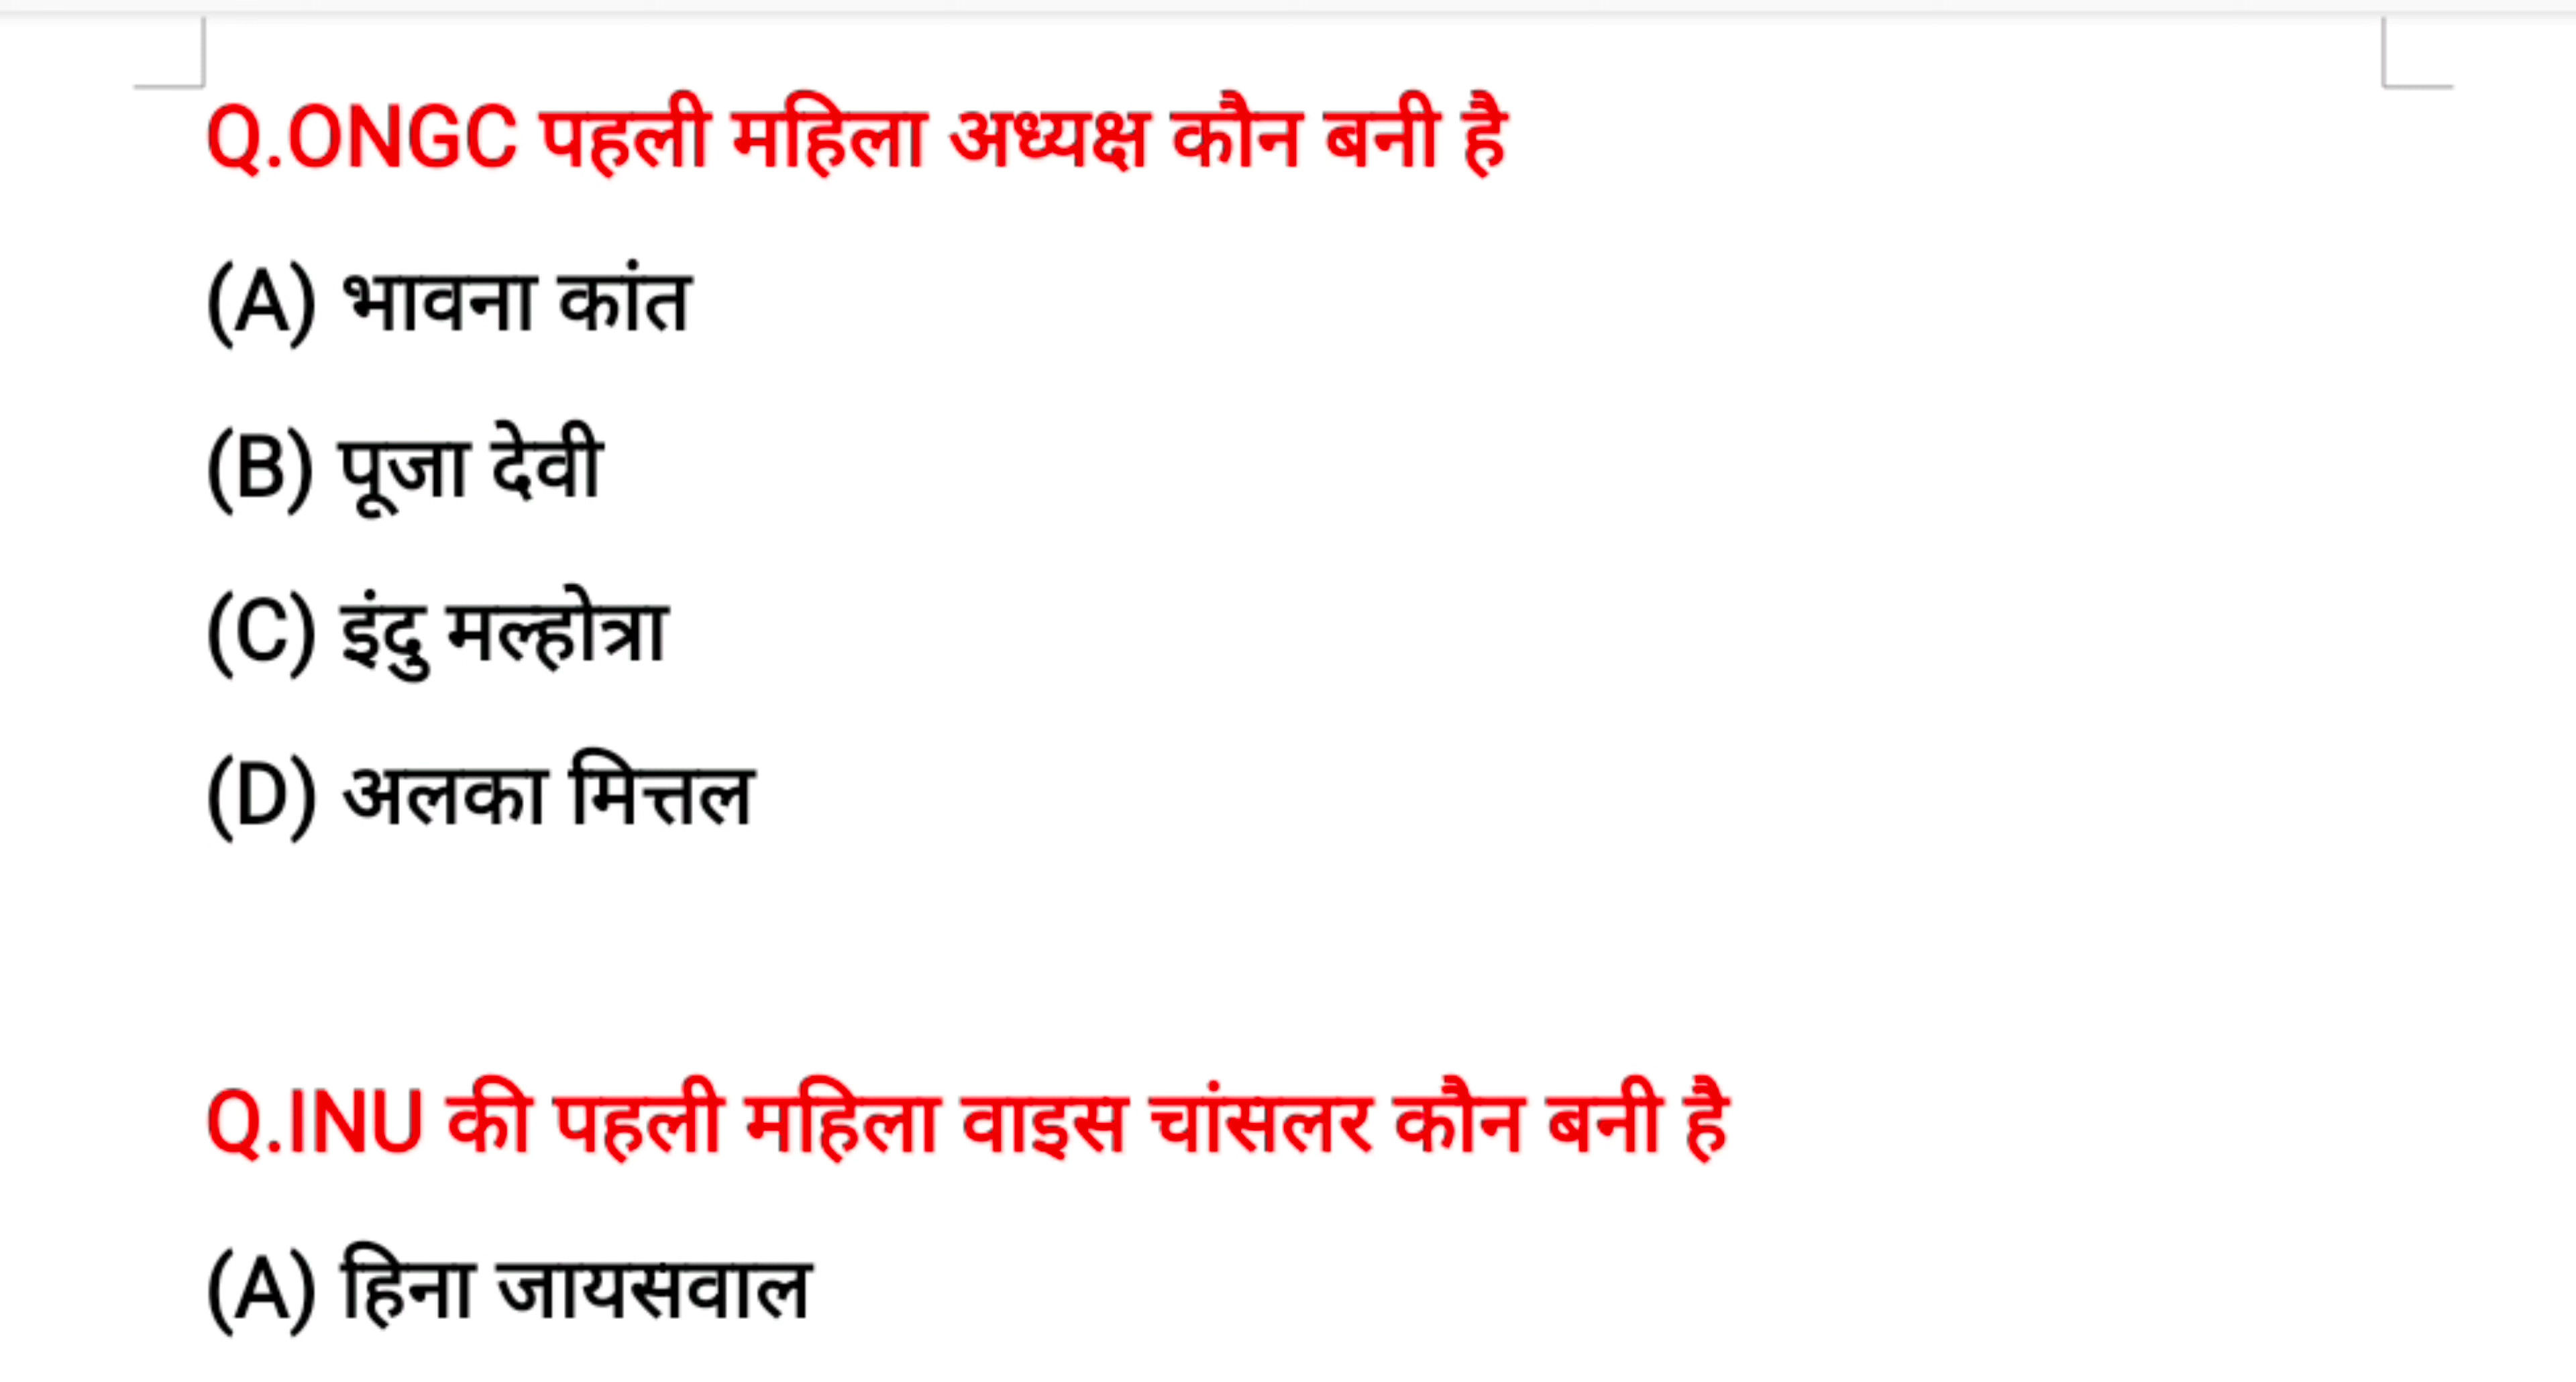 Q.ONGC पहली महिला अध्यक्ष कौन बनी है
(A) भावना कांत
(B) पूजा देवी
(C) इंदु मल्होत्रा
(D) अलका मित्तल
Q.INU की पहली महिला वाइस चांसलर कौन बनी है
(A) हिना जायसवाल